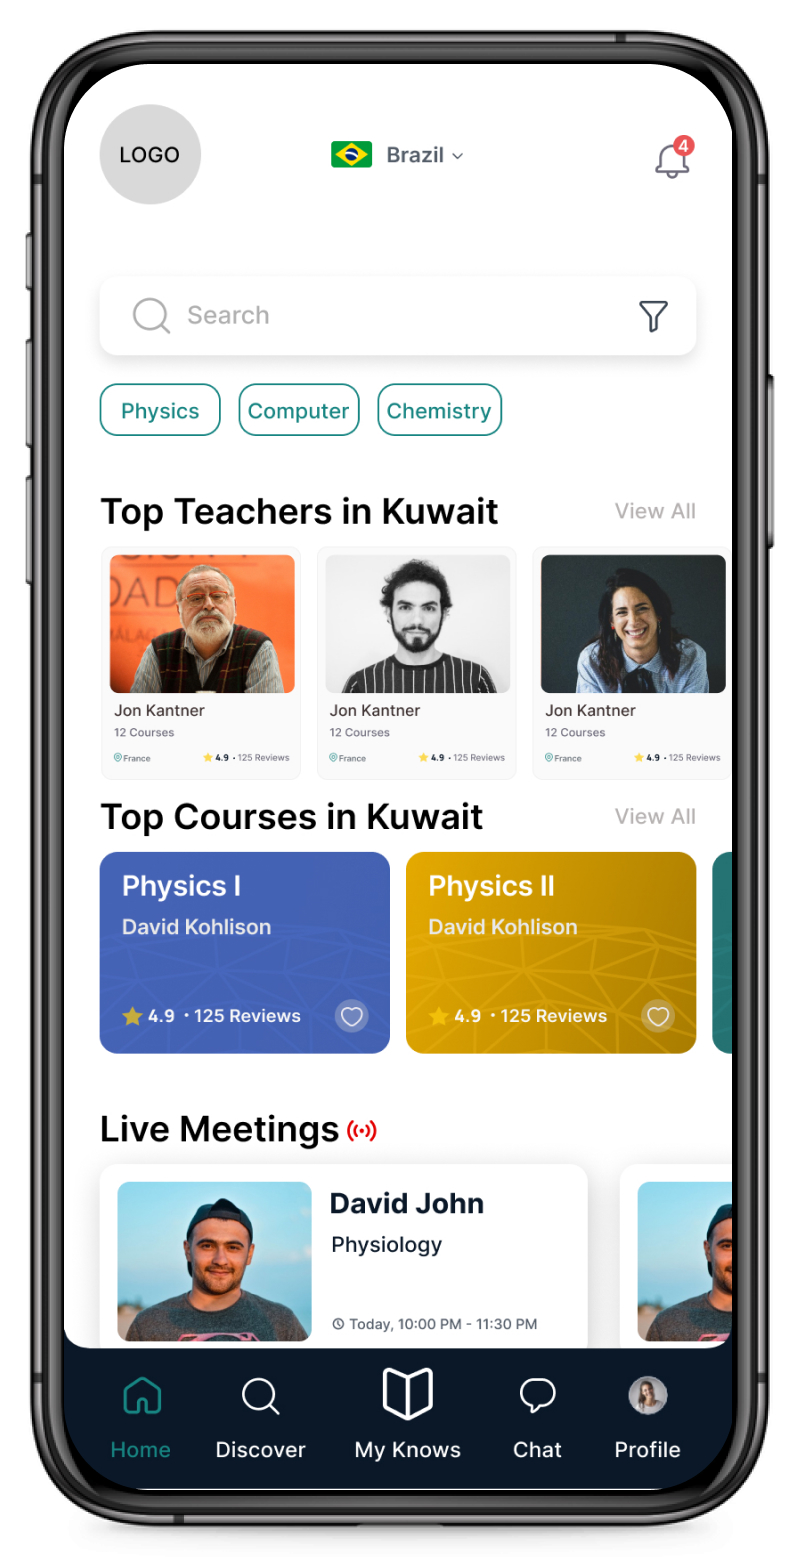 LOGO
Brazil
4
Search
Physics
Computer
Chemistry
Top Teachers in Kuwait
View All
OAD
Jon Kantner
12 Courses
France
4.9 • 125 Reviews
Jon Kantner
12 Courses
France
4.9 • 125 Reviews
Jon Kantner
12 Courses
France
4.9 • 125 Reviews
Top Courses in Kuwait
View All
Physics I
David Kohlison
4.9 • 125 Reviews
Physics II
David Kohlison
4.9 • 125 Reviews
Live Meetings
David John
Physiology
Today, 10:00 PM - 11:30 PM
Home
Discover
My Knows
Chat
Profile